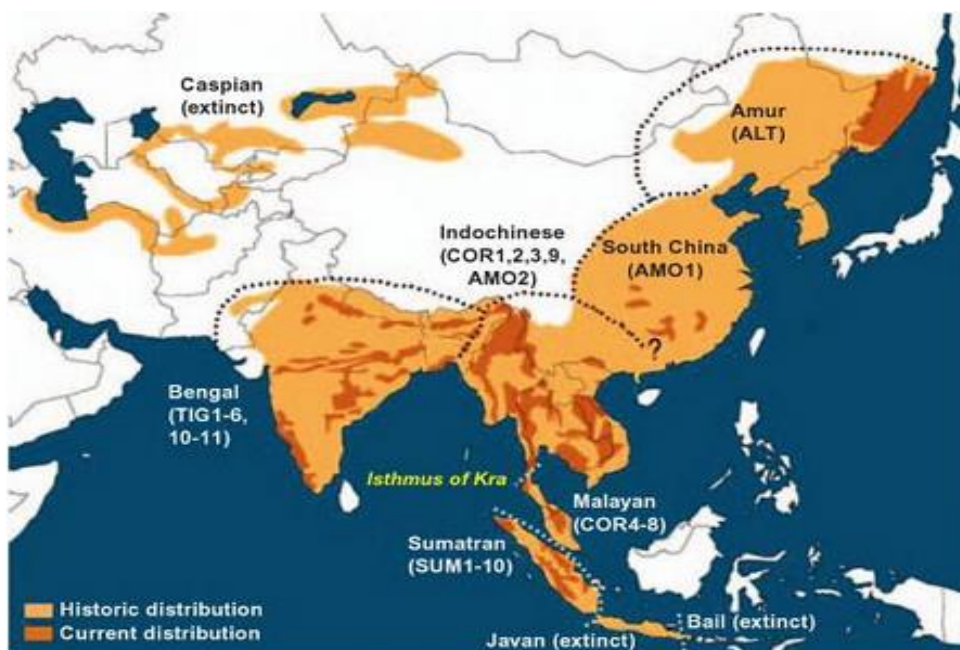 Caspian
(extinct)
Amur
(ALT)
Indochinese
(COR1,2,3,9,
AMO2)
South China
(AMO1)
?
Bengal
(TIG1-6,
10-11)
Isthmus of Kra
Malayan
(COR4-8)
Sumatran
(SUM1-10)
Historic distribution
Current distribution
Bail (extinct)
Javan (extinct)